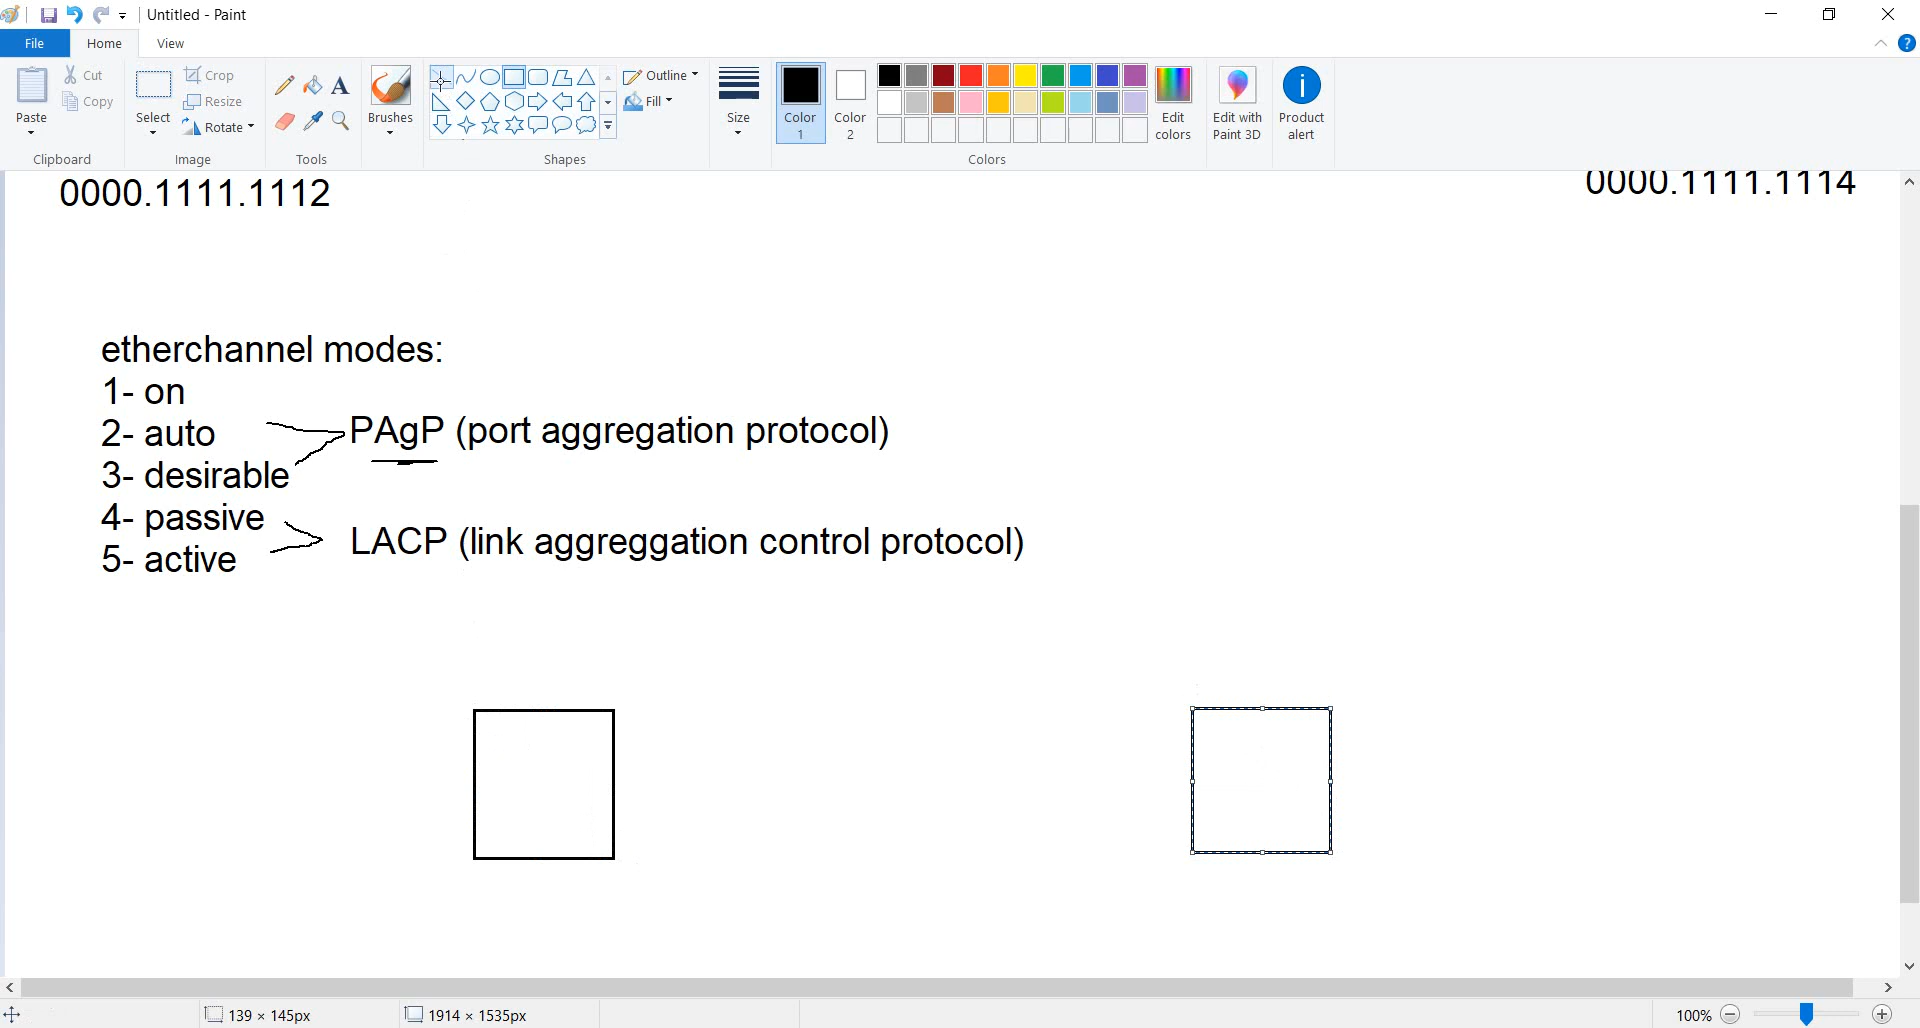 Untitled - Paint
File Home View
Paste
Cut
Copy
Clipboard
Select
Crop
Resize
Rotate
Image
Tools
Brushes
Shapes
Outline
Fill
Size
Color 1
Color 2
Colors
Edit colors
Edit with Paint 3D
Product alert
0000.1111.1112
0000.1111.1114
etherchannel modes:
1- on
2- auto
PAgP (port aggregation protocol)
3- desirable
4- passive
LACP (link aggreggation control protocol)
5- active
139 × 145px
1914 × 1535px
100%